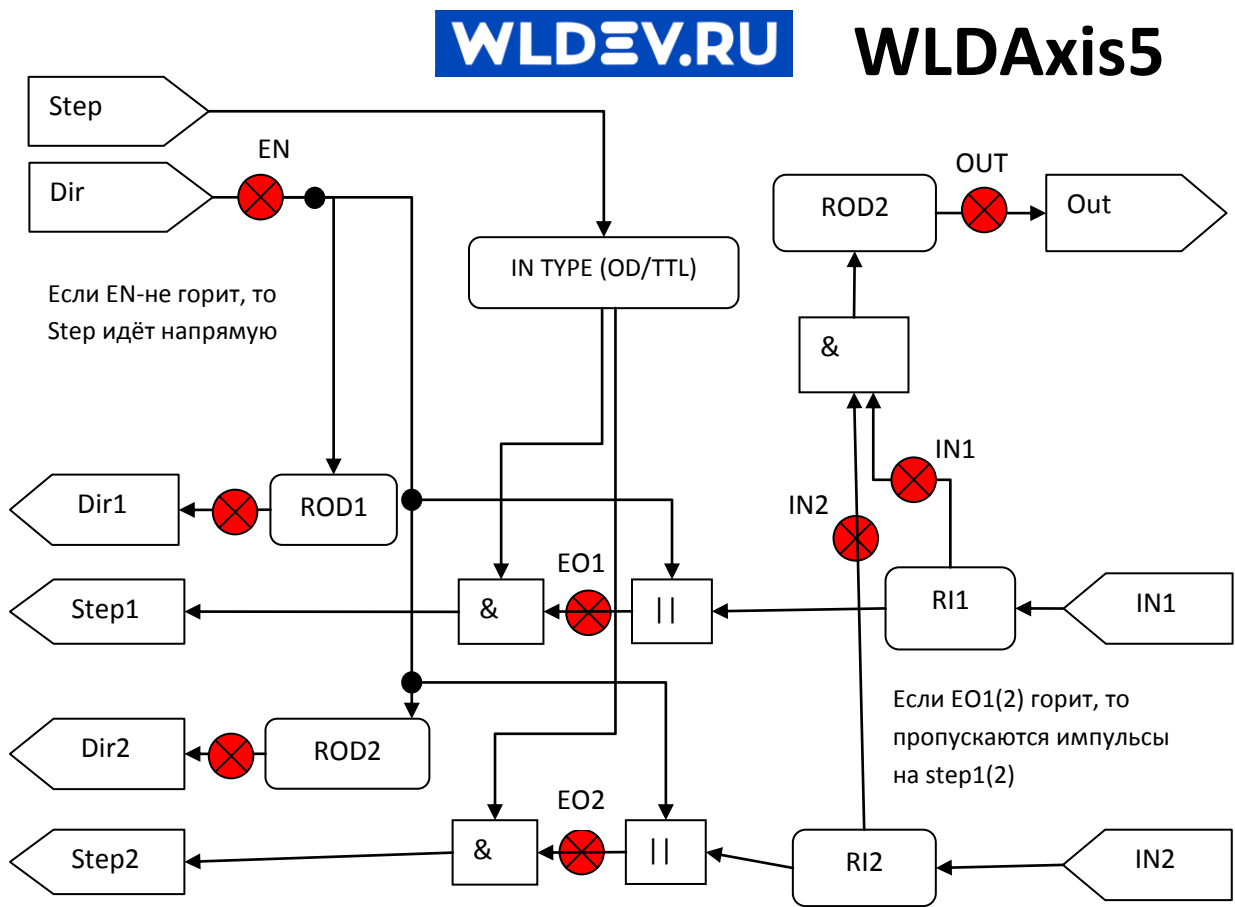 WLDEV.RU
WLDAxis5
Step
EN
Dir
OUT
ROD2
Out
IN TYPE (OD/TTL)
Если EN-не горит, то
Step идёт напрямую
&
IN1
IN2
Dir1
ROD1
EO1
Step1
&
||
RI1
IN1
Если EO1(2) горит, то
пропускаются импульсы
на step1(2)
Dir2
ROD2
EO2
Step2
&
||
RI2
IN2